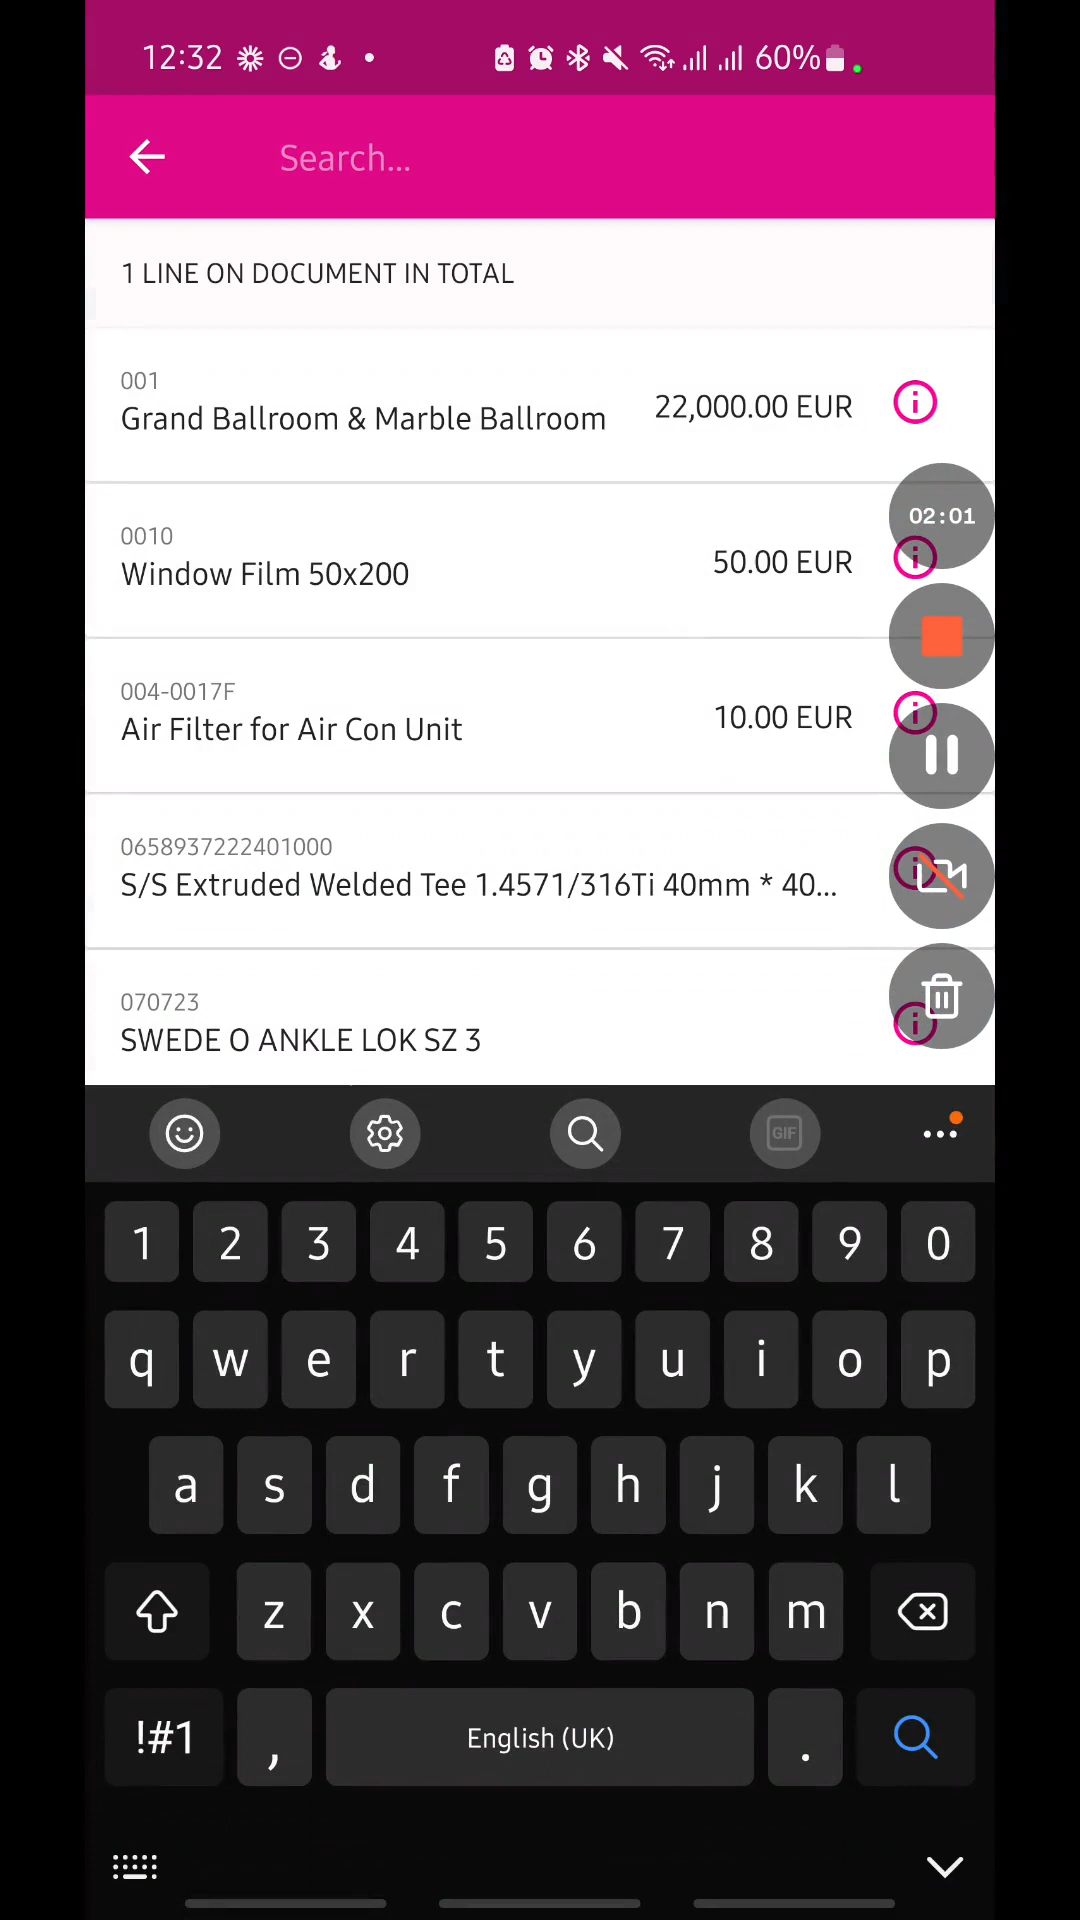 12:32
60%
Search...
1 LINE ON DOCUMENT IN TOTAL
001
Grand Ballroom & Marble Ballroom
22,000.00 EUR
02:01
0010
Window Film 50x200
50.00 EUR
004-0017F
Air Filter for Air Con Unit
10.00 EUR
0658937222401000
S/S Extruded Welded Tee 1.4571/316Ti 40mm * 40...
070723
SWEDE O ANKLE LOK SZ 3
GIF
1 2 3 4 5 6 7 8 9 0
q w e r t y u i o p
a s d f g h j k l
z x c v b n m
!#1 , English (UK) .